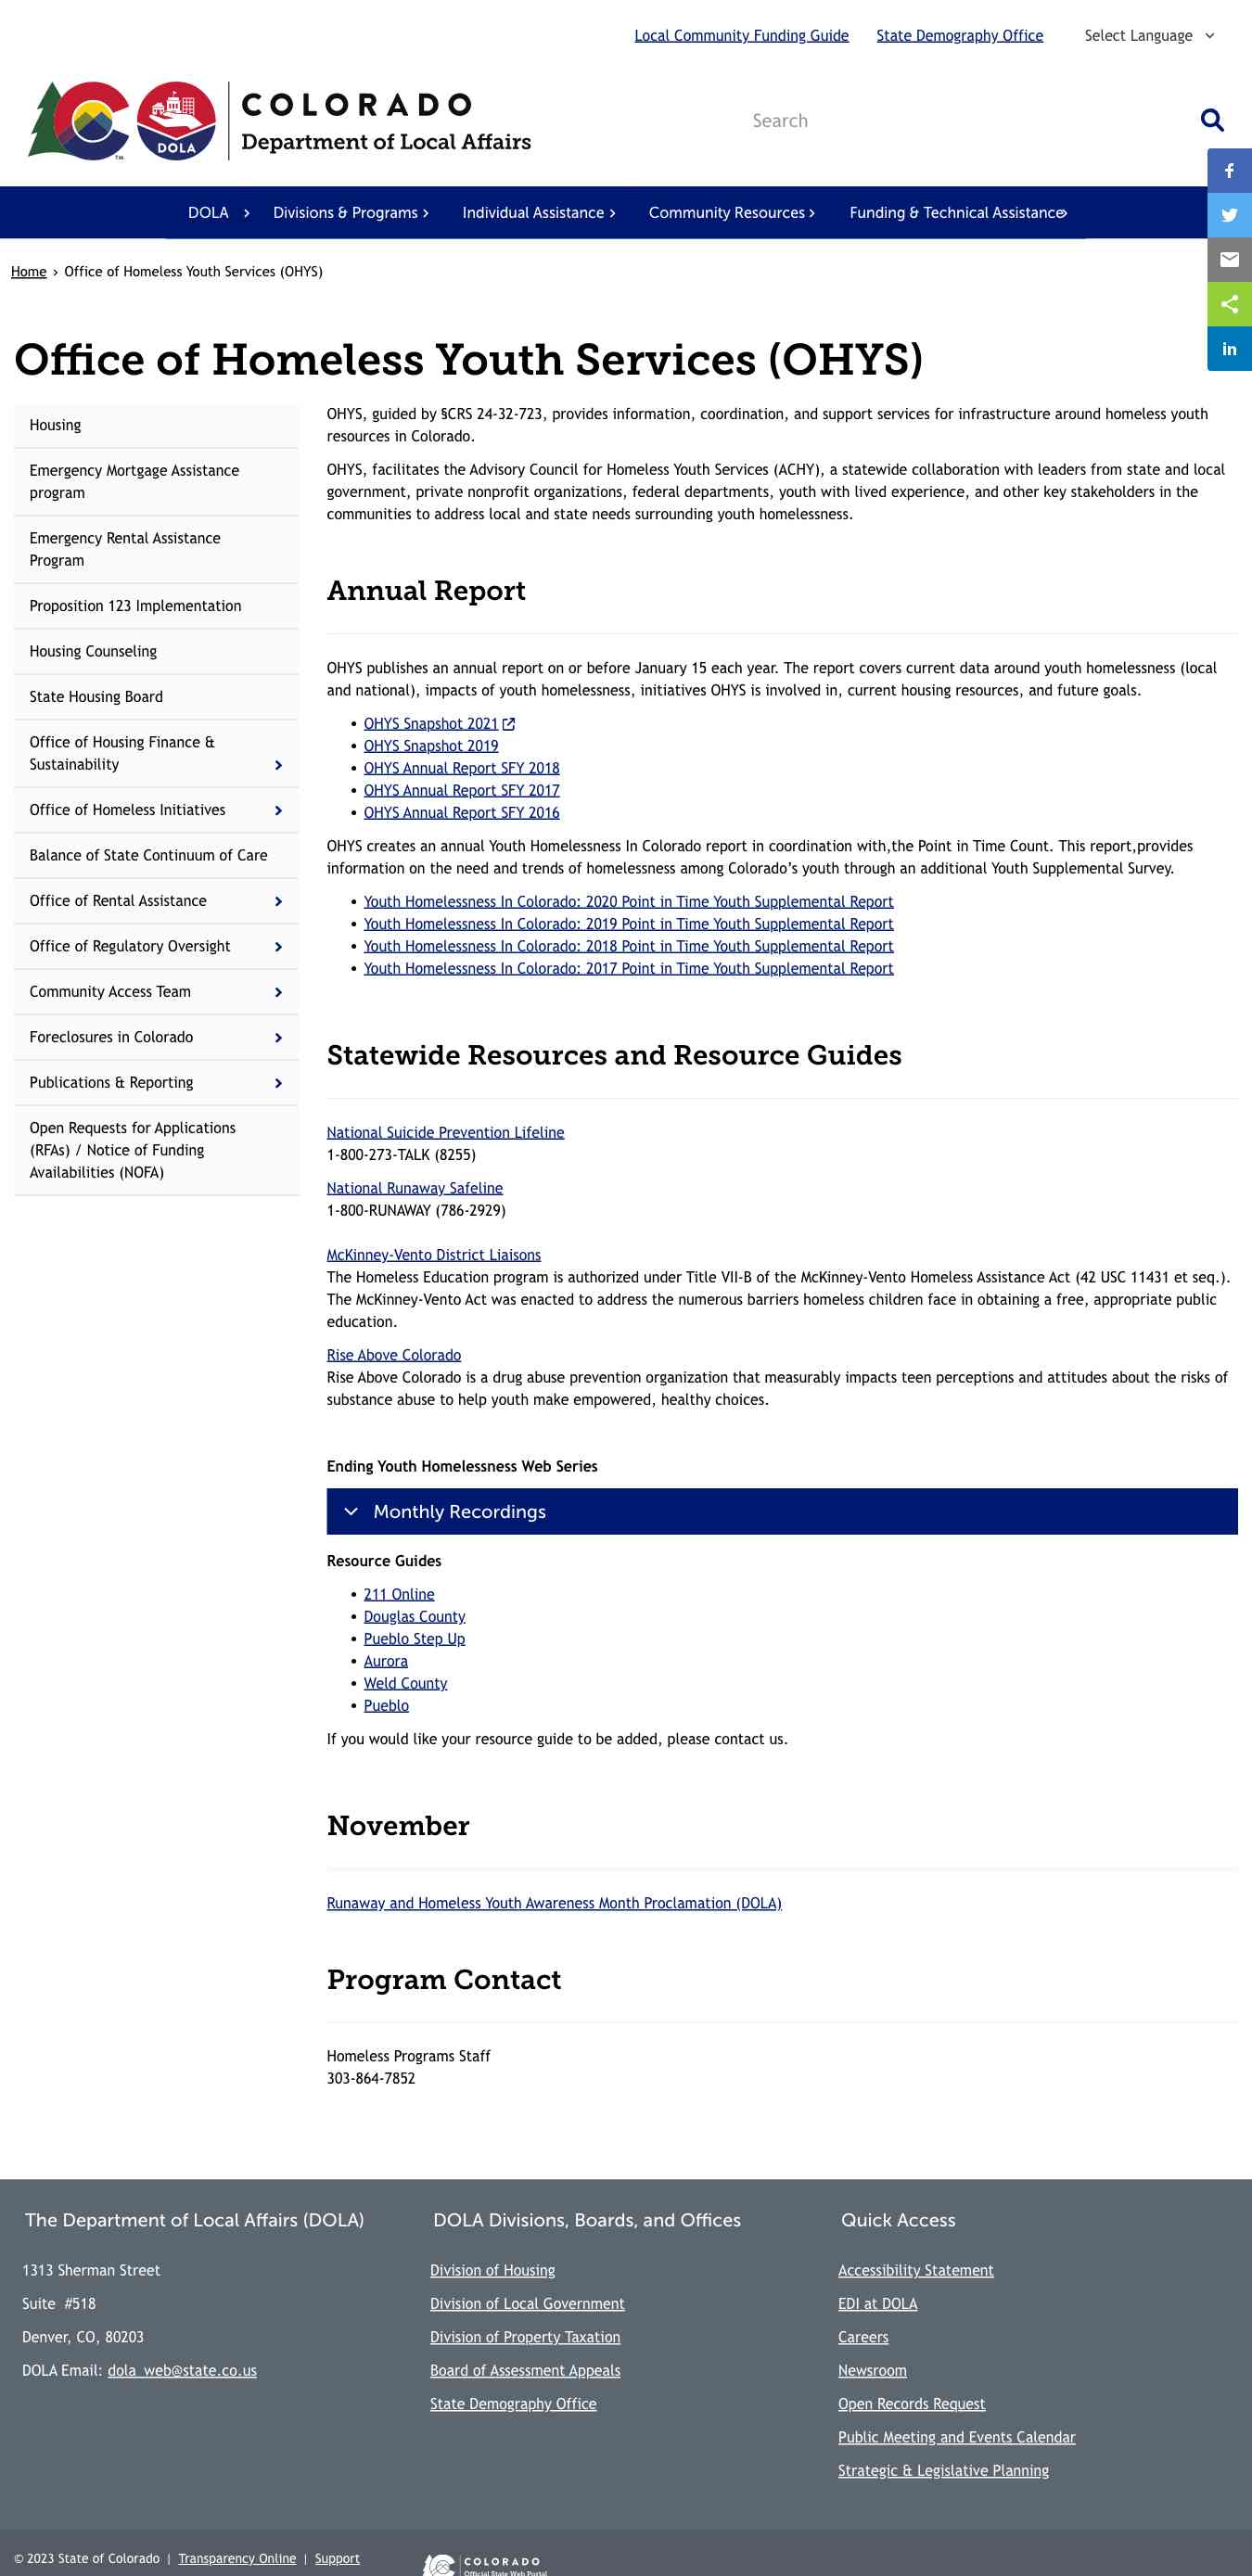 Local Community Funding Guide State Demography Office Select Language
COLORADO
Department of Local Affairs
TM
DOLA
Search
DOLA Divisions & Programs Individual Assistance Community Resources Funding & Technical Assistance
Home › Office of Homeless Youth Services (OHYS)
Office of Homeless Youth Services (OHYS)
Housing
Emergency Mortgage Assistance
program
Emergency Rental Assistance
Program
Proposition 123 Implementation
Housing Counseling
State Housing Board
Office of Housing Finance &
Sustainability
Office of Homeless Initiatives
Balance of State Continuum of Care
Office of Rental Assistance
Office of Regulatory Oversight
Community Access Team
Foreclosures in Colorado
Publications & Reporting
Open Requests for Applications
(RFAs) / Notice of Funding
Availabilities (NOFA)
OHYS, guided by §CRS 24-32-723, provides information, coordination, and support services for infrastructure around homeless youth
resources in Colorado.
OHYS, facilitates the Advisory Council for Homeless Youth Services (ACHY), a statewide collaboration with leaders from state and local
government, private nonprofit organizations, federal departments, youth with lived experience, and other key stakeholders in the
communities to address local and state needs surrounding youth homelessness.
Annual Report
OHYS publishes an annual report on or before January 15 each year. The report covers current data around youth homelessness (local
and national), impacts of youth homelessness, initiatives OHYS is involved in, current housing resources, and future goals.
• OHYS Snapshot 2021
• OHYS Snapshot 2019
• OHYS Annual Report SFY 2018
• OHYS Annual Report SFY 2017
• OHYS Annual Report SFY 2016
OHYS creates an annual Youth Homelessness In Colorado report in coordination with,the Point in Time Count. This report,provides
information on the need and trends of homelessness among Colorado's youth through an additional Youth Supplemental Survey.
• Youth Homelessness In Colorado: 2020 Point in Time Youth Supplemental Report
• Youth Homelessness In Colorado: 2019 Point in Time Youth Supplemental Report
• Youth Homelessness In Colorado: 2018 Point in Time Youth Supplemental Report
• Youth Homelessness In Colorado: 2017 Point in Time Youth Supplemental Report
Statewide Resources and Resource Guides
National Suicide Prevention Lifeline
1-800-273-TALK (8255)
National Runaway Safeline
1-800-RUNAWAY (786-2929)
McKinney-Vento District Liaisons
The Homeless Education program is authorized under Title VII-B of the McKinney-Vento Homeless Assistance Act (42 USC 11431 et seq.).
The McKinney-Vento Act was enacted to address the numerous barriers homeless children face in obtaining a free, appropriate public
education.
Rise Above Colorado
Rise Above Colorado is a drug abuse prevention organization that measurably impacts teen perceptions and attitudes about the risks of
substance abuse to help youth make empowered, healthy choices.
Ending Youth Homelessness Web Series
Monthly Recordings
Resource Guides
• 211 Online
• Douglas County
• Pueblo Step Up
• Aurora
• Weld County
• Pueblo
If you would like your resource guide to be added, please contact us.
November
Runaway and Homeless Youth Awareness Month Proclamation (DOLA)
Program Contact
Homeless Programs Staff
303-864-7852
The Department of Local Affairs (DOLA)
1313 Sherman Street
Suite #518
Denver, CO, 80203
DOLA Email: dola_web@state.co.us
DOLA Divisions, Boards, and Offices
Division of Housing
Division of Local Government
Division of Property Taxation
Board of Assessment Appeals
State Demography Office
Quick Access
Accessibility Statement
EDI at DOLA
Careers
Newsroom
Open Records Request
Public Meeting and Events Calendar
Strategic & Legislative Planning
© 2023 State of Colorado | Transparency Online | Support
COLORADO
Official State Web Portal